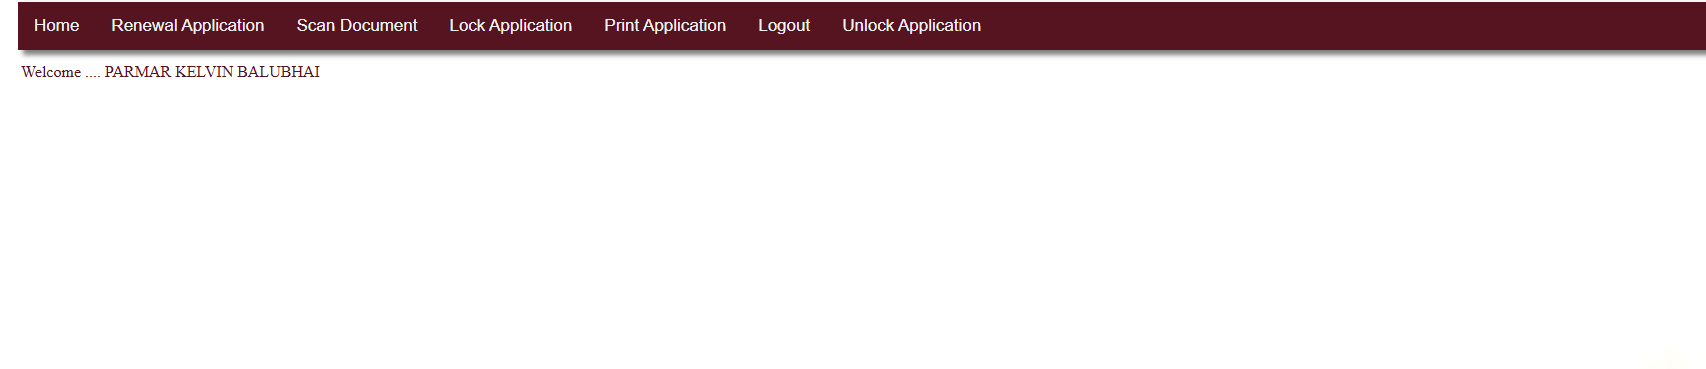 Home Renewal Application Scan Document Lock Application Print Application Logout Unlock Application
Welcome .... PARMAR KELVIN BALUBHAI